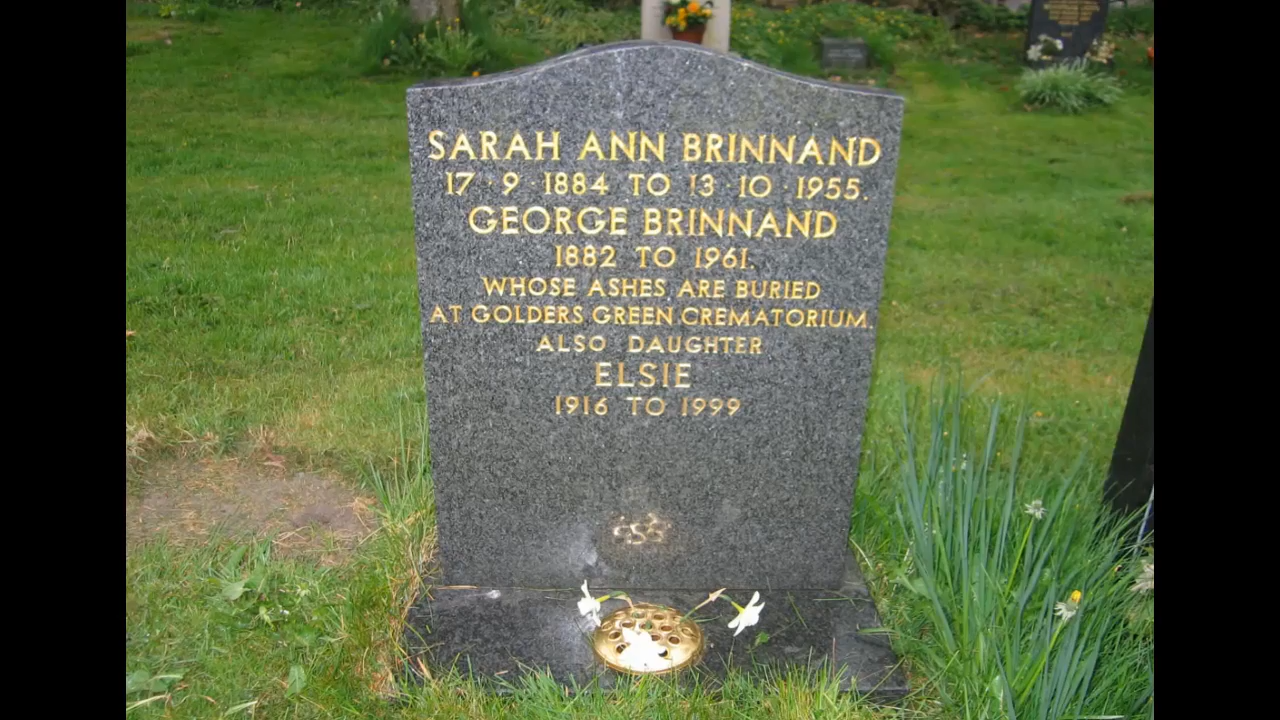 SARAH ANN BRINNAND
17 · 9 · 1884 TO 13 · 10 · 1955.
GEORGE BRINNAND
1882 TO 1961.
WHOSE ASHES ARE BURIED
AT GOLDERS GREEN CREMATORIUM.
ALSO DAUGHTER
ELSIE
1916 TO 1999